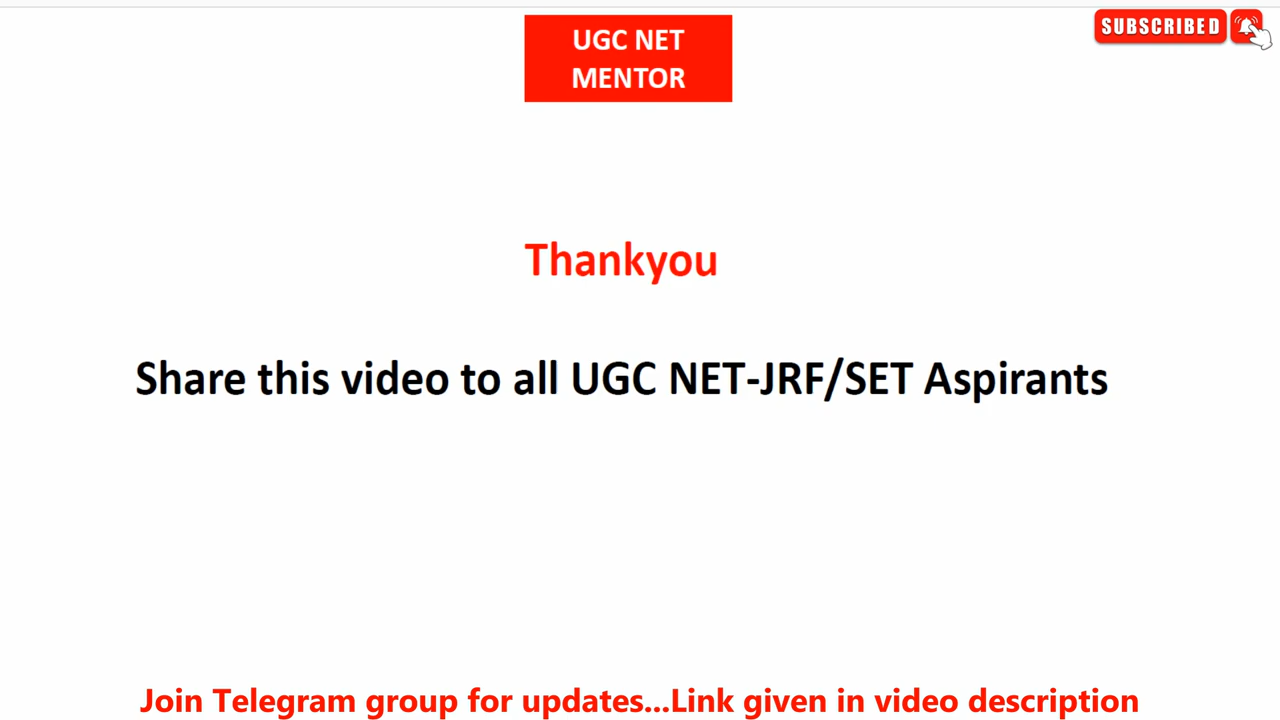 SUBSCRIBED
UGC NET
MENTOR
Thankyou
Share this video to all UGC NET-JRF/SET Aspirants
Join Telegram group for updates...Link given in video description